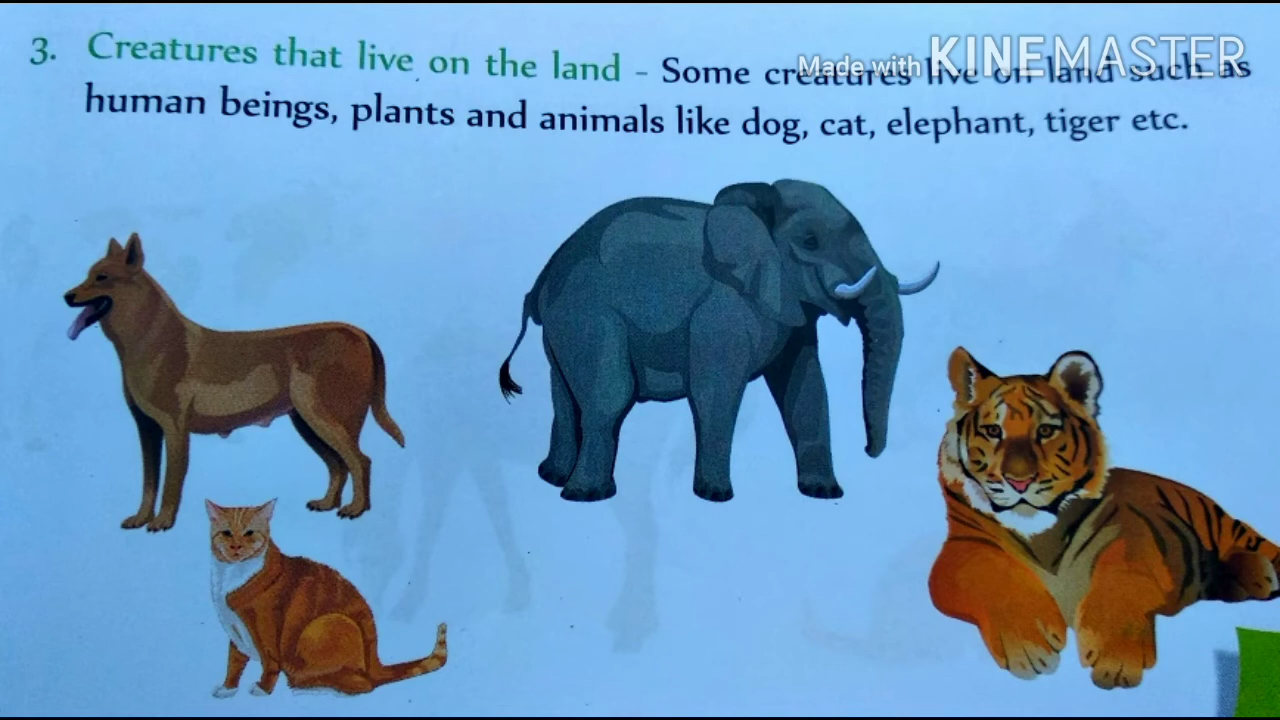 3. Creatures that live on the land - Some creatures live on land such as
human beings, plants and animals like dog, cat, elephant, tiger etc.
Made with KINEMASTER